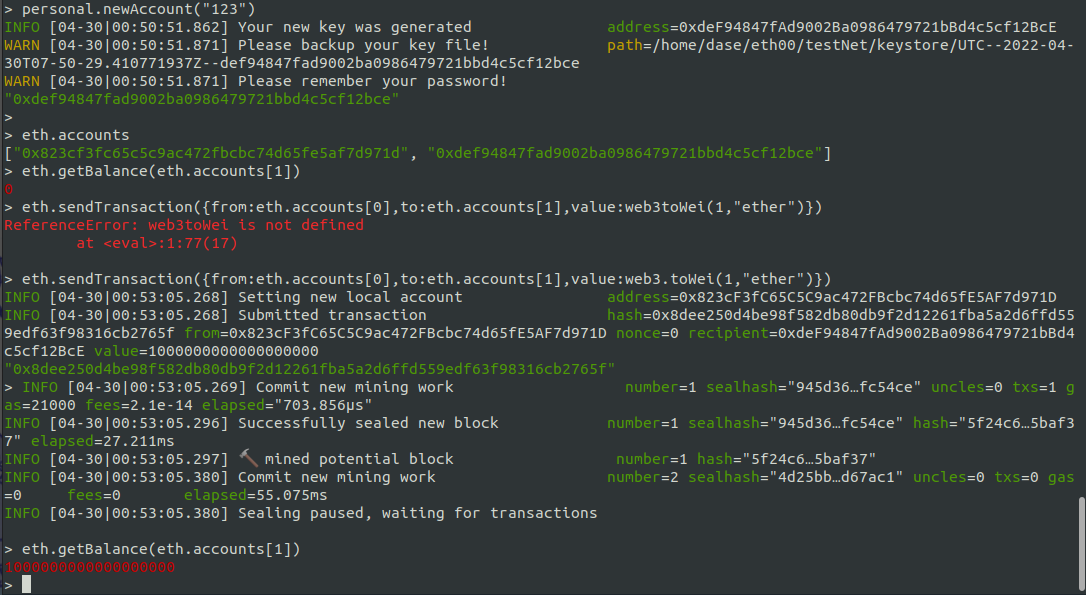 > personal.newAccount("123")
INFO [04-30|00:50:51.862] Your new key was generated address=0xdeF94847fAd9002Ba0986479721bBd4c5cf12BcE
WARN [04-30|00:50:51.871] Please backup your key file! path=/home/dase/eth00/testNet/keystore/UTC--2022-04-
30T07-50-29.410771937Z--def94847fad9002ba0986479721bbd4c5cf12bce
WARN [04-30|00:50:51.871] Please remember your password!
"0xdef94847fad9002ba0986479721bbd4c5cf12bce"
>
> eth.accounts
["0x823cf3fc65c5c9ac472fbcbc74d65fe5af7d971d", "0xdef94847fad9002ba0986479721bbd4c5cf12bce"]
> eth.getBalance(eth.accounts[1])
0
> eth.sendTransaction({from:eth.accounts[0],to:eth.accounts[1],value:web3toWei(1,"ether")})
ReferenceError: web3toWei is not defined
at <eval>:1:77(17)
> eth.sendTransaction({from:eth.accounts[0],to:eth.accounts[1],value:web3.toWei(1,"ether")})
INFO [04-30|00:53:05.268] Setting new local account address=0x823cF3fC65C5C9ac472FBcbc74d65fE5AF7d971D
INFO [04-30|00:53:05.268] Submitted transaction hash=0x8dee250d4be98f582db80db9f2d12261fba5a2d6ffd55
9edf63f98316cb2765f from=0x823cF3fC65C5C9ac472FBcbc74d65fE5AF7d971D nonce=0 recipient=0xdeF94847fAd9002Ba0986479721bBd4
c5cf12BcE value=1000000000000000000
"0x8dee250d4be98f582db80db9f2d12261fba5a2d6ffd559edf63f98316cb2765f"
> INFO [04-30|00:53:05.269] Commit new mining work number=1 sealhash="945d36…fc54ce" uncles=0 txs=1 g
as=21000 fees=2.1e-14 elapsed="703.856µs"
INFO [04-30|00:53:05.296] Successfully sealed new block number=1 sealhash="945d36…fc54ce" hash="5f24c6…5baf3
7" elapsed=27.211ms
INFO [04-30|00:53:05.297] 🔨 mined potential block number=1 hash="5f24c6…5baf37"
INFO [04-30|00:53:05.380] Commit new mining work number=2 sealhash="4d25bb…d67ac1" uncles=0 txs=0 gas
=0 fees=0 elapsed=55.075ms
INFO [04-30|00:53:05.380] Sealing paused, waiting for transactions
> eth.getBalance(eth.accounts[1])
1000000000000000000
>